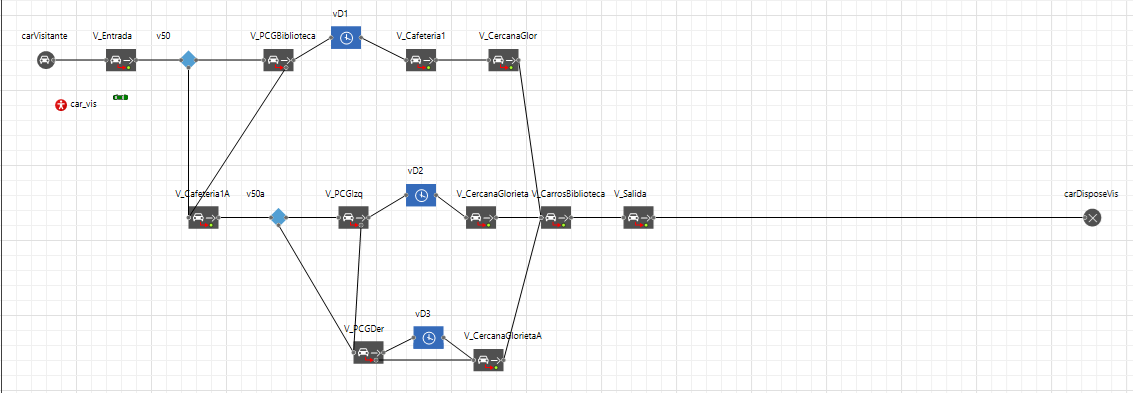 vD1
carVisitante
V_Entrada
v50
V_PCGBiblioteca
V_Cafeteria1
V_CercanaGlor
car_vis
vD2
V_Cafeteria1A
v50a
V_PCGIzq
V_CercanaGlorieta
V_CarrosBiblioteca
V_Salida
carDisposeVis
vD3
V_PCGDer
V_CercanaGlorietaA